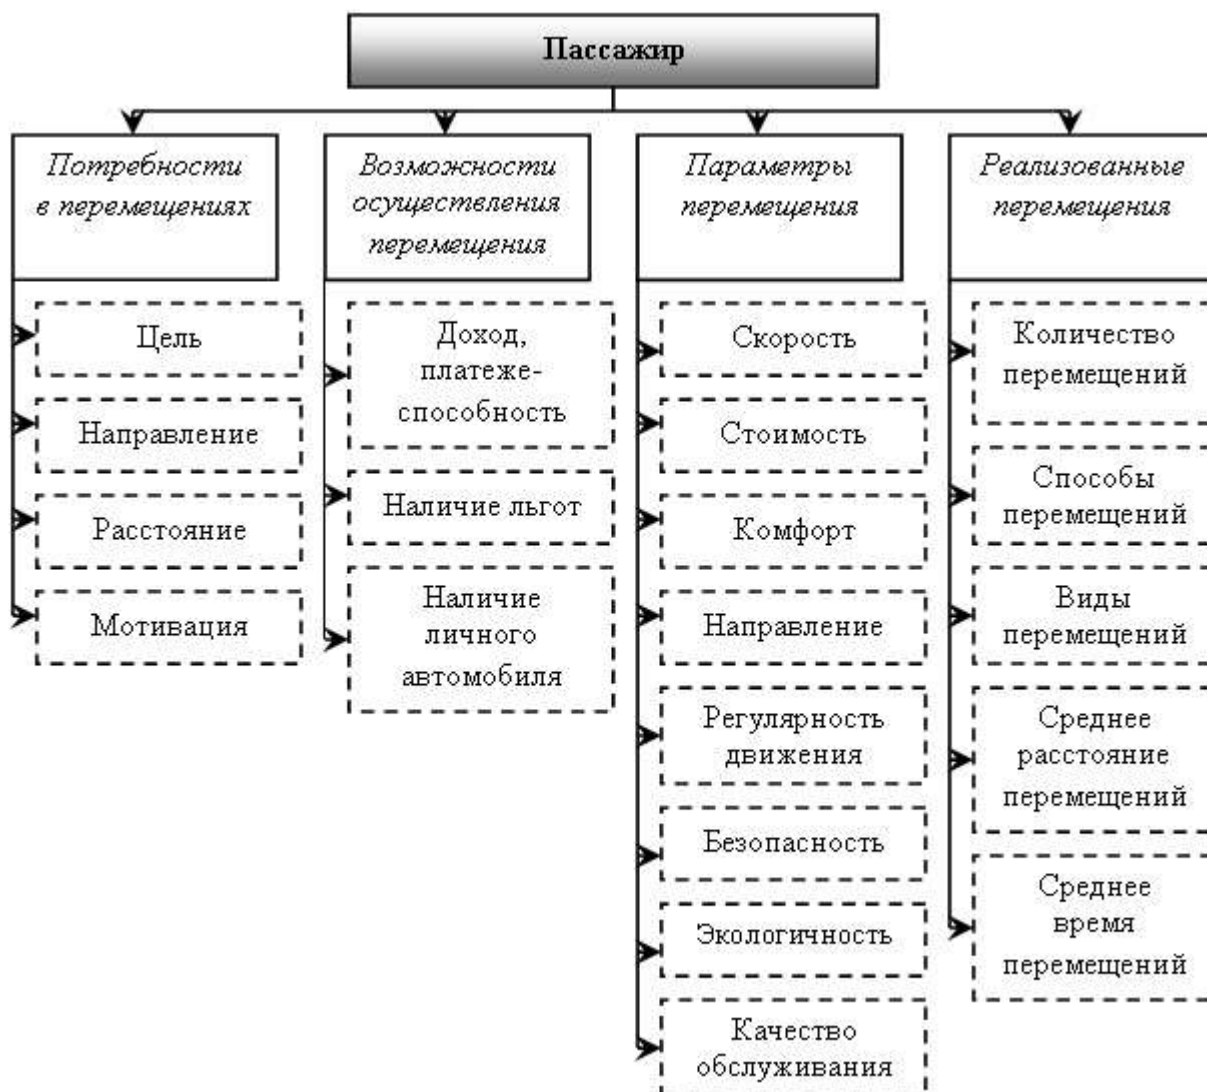 Пассажир
Потребности
в перемещениях
Цель
Направление
Расстояние
Мотивация
Возможности
осуществления
перемещения
Доход,
платеже-
способность
Наличие льгот
Наличие
личного
автомобиля
Параметры
перемещения
Скорость
Стоимость
Комфорт
Направление
Регулярность
движения
Безопасность
Экологичность
Качество
обслуживания
Реализованные
перемещения
Количество
перемещений
Способы
перемещений
Виды
перемещений
Среднее
расстояние
перемещений
Среднее
время
перемещений